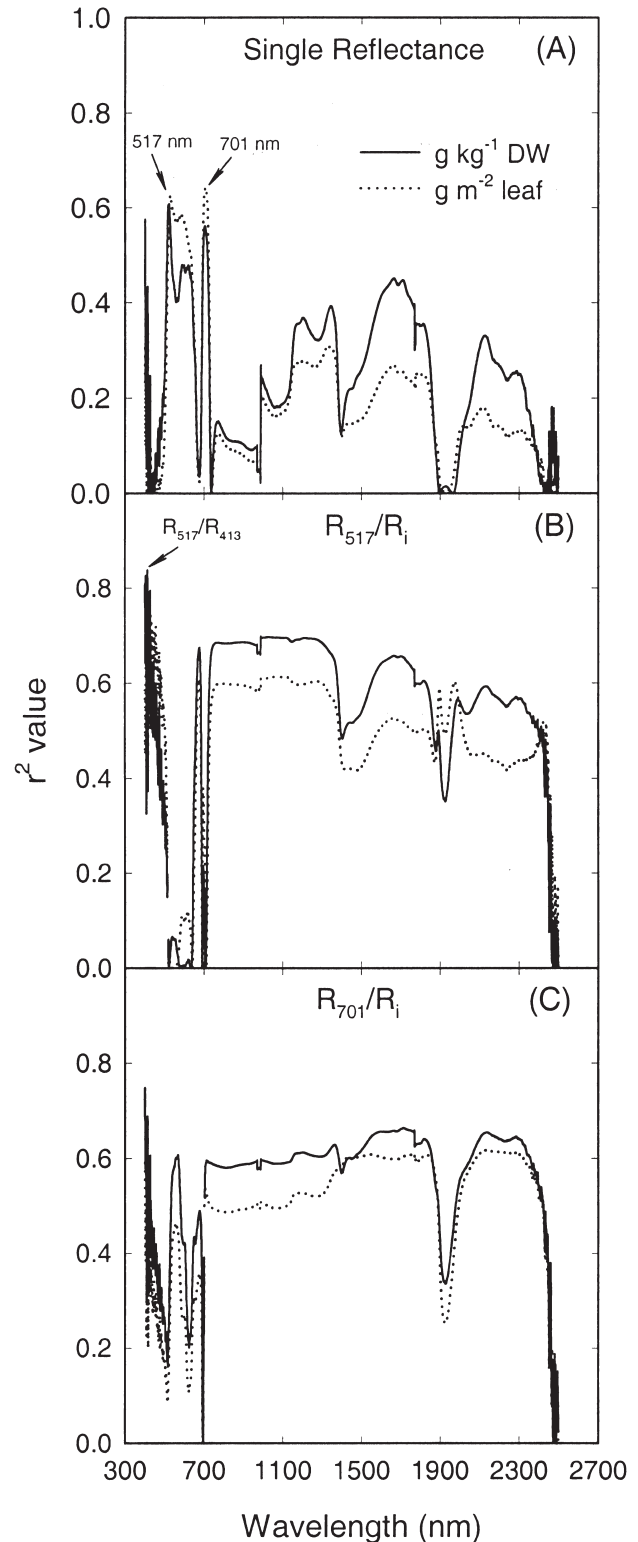 1.0
Single Reflectance (A)
0.8
517 nm
701 nm
g kg⁻¹ DW
g m⁻² leaf
0.6
0.4
0.2
0.0
R₅₁₇/R₄₁₃
R₅₁₇/Rᵢ
(B)
0.8
0.6
0.4
0.2
0.0
r² value
R₇₀₁/Rᵢ
(C)
0.8
0.6
0.4
0.2
0.0
300 700 1100 1500 1900 2300 2700
Wavelength (nm)